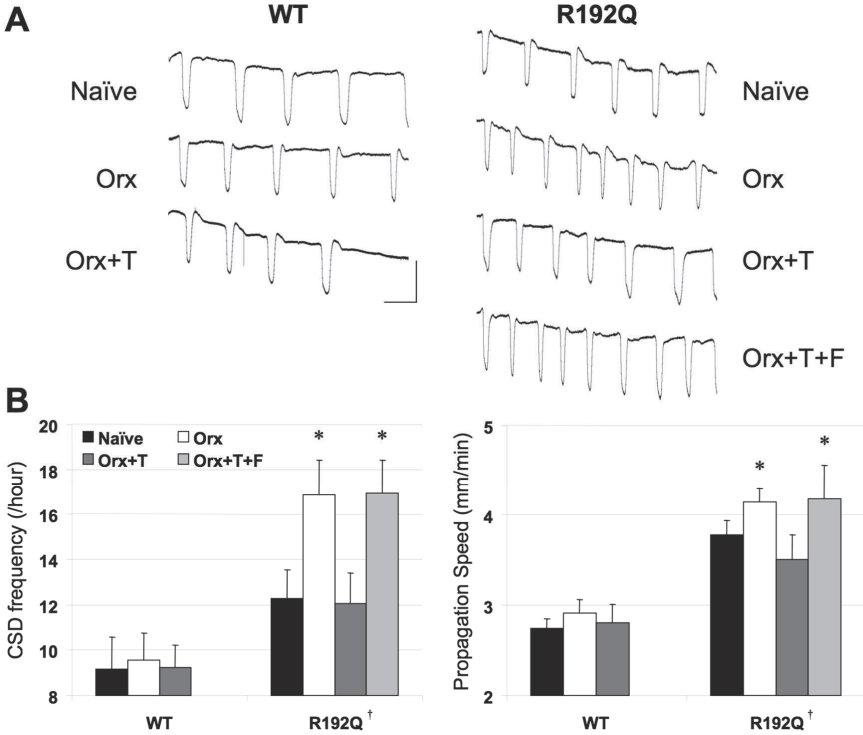 A
WT
R192Q
Naïve
Orx
Orx+T
Naïve
Orx
Orx+T
Orx+T+F
B
CSD frequency (/hour)
20
18
16
14
12
10
8
Naïve
Orx
Orx+T
Orx+T+F
*
*
WT
R192Q †
Propagation Speed (mm/min)
5
4
3
2
*
*
WT
R192Q †